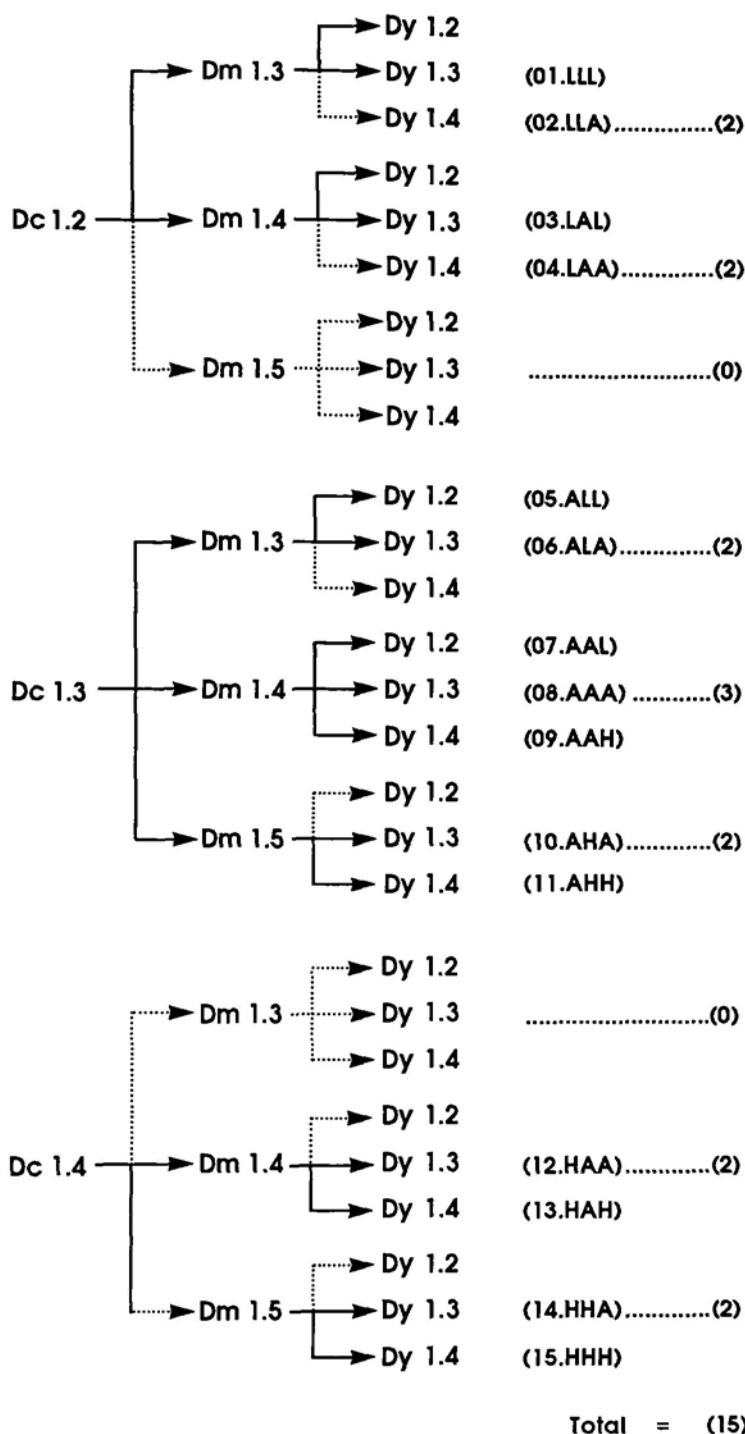 Dy 1.2
Dm 1.3 Dy 1.3 (01.LLL)
Dy 1.4 (02.LLA)...............(2)
Dy 1.2
Dc 1.2 Dm 1.4 Dy 1.3 (03.LAL)
Dy 1.4 (04.LAA)...............(2)
Dy 1.2
Dm 1.5 Dy 1.3 .............................(0)
Dy 1.4
Dy 1.2 (05.ALL)
Dm 1.3 Dy 1.3 (06.ALA)..............(2)
Dy 1.4
Dy 1.2 (07.AAL)
Dc 1.3 Dm 1.4 Dy 1.3 (08.AAA) ............(3)
Dy 1.4 (09.AAH)
Dy 1.2
Dm 1.5 Dy 1.3 (10.AHA).............(2)
Dy 1.4 (11.AHH)
Dy 1.2
Dm 1.3 Dy 1.3 .............................(0)
Dy 1.4
Dy 1.2
Dc 1.4 Dm 1.4 Dy 1.3 (12.HAA).............(2)
Dy 1.4 (13.HAH)
Dy 1.2
Dm 1.5 Dy 1.3 (14.HHA).............(2)
Dy 1.4 (15.HHH)
Total = (15)